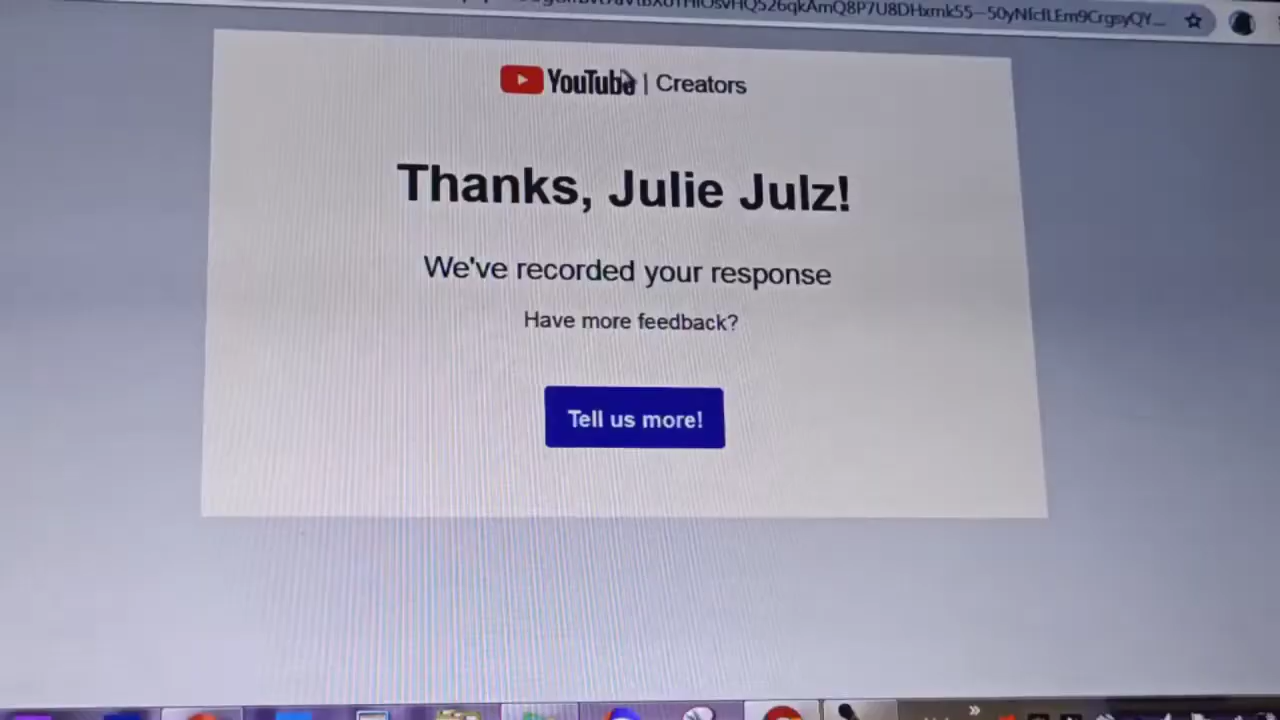 YouTube | Creators
Thanks, Julie Julz!
We've recorded your response
Have more feedback?
Tell us more!